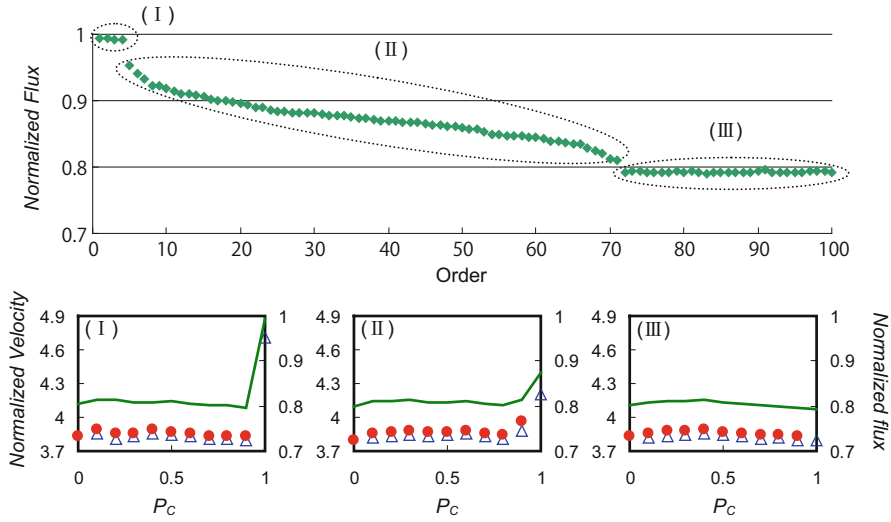 1
( I )
(II)
0.9
(III)
0.8
0.7
Normalized Flux
0 10 20 30 40 50 60 70 80 90 100
Order
Normalized Velocity
4.9 4.6 4.3 4 3.7
( I )
1 0.9 0.8 0.7
0 0.5 1
P_C
4.9 4.6 4.3 4 3.7
(II)
1 0.9 0.8 0.7
0 0.5 1
P_C
4.9 4.6 4.3 4 3.7
(III)
1 0.9 0.8 0.7
0 0.5 1
P_C
Normalized flux